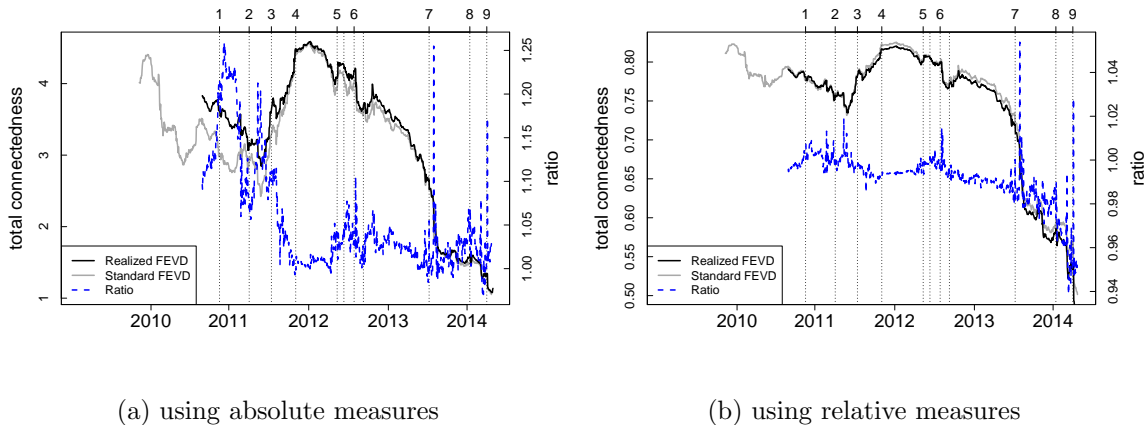 1 2 3 4 5 6 7 8 9
total connectedness
1 2 3 4
1.00 1.05 1.10 1.15 1.20 1.25
ratio
Realized FEVD
Standard FEVD
Ratio
2010 2011 2012 2013 2014
(a) using absolute measures
1 2 3 4 5 6 7 8 9
total connectedness
0.50 0.55 0.60 0.65 0.70 0.75 0.80
0.94 0.96 0.98 1.00 1.02 1.04
ratio
Realized FEVD
Standard FEVD
Ratio
2010 2011 2012 2013 2014
(b) using relative measures